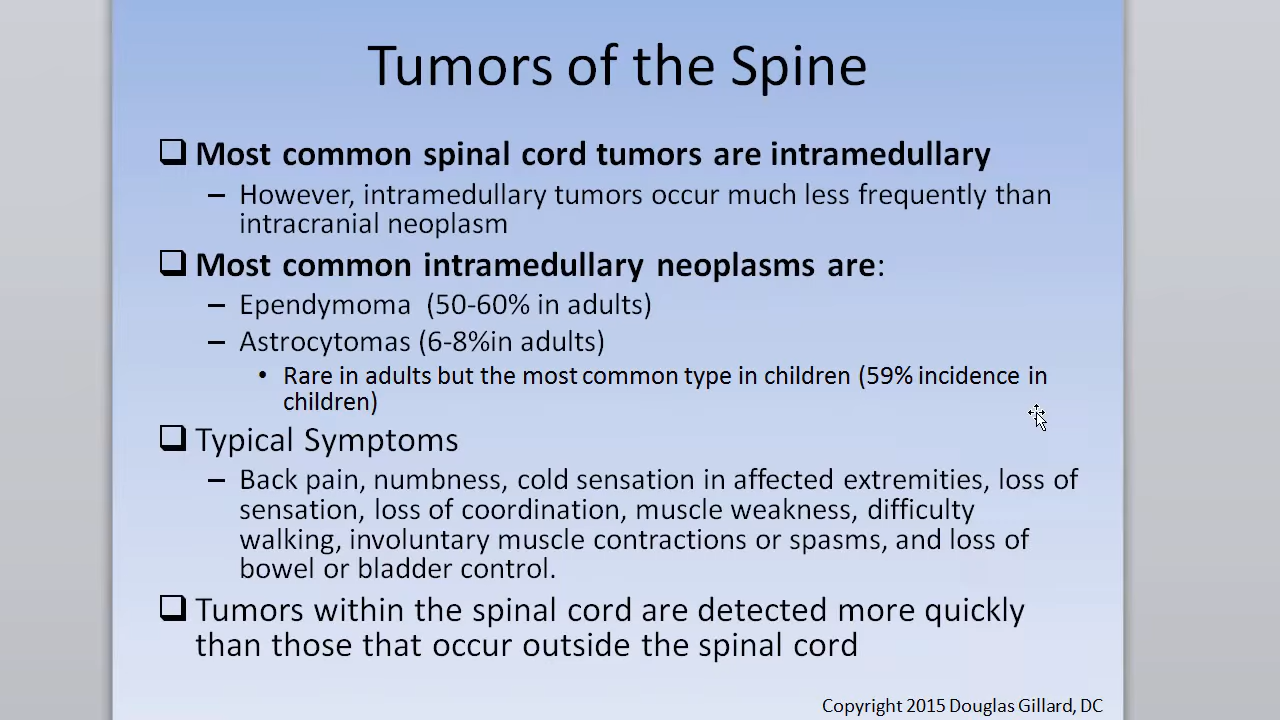 Tumors of the Spine
❑ Most common spinal cord tumors are intramedullary
– However, intramedullary tumors occur much less frequently than
intracranial neoplasm
❑ Most common intramedullary neoplasms are:
– Ependymoma (50-60% in adults)
– Astrocytomas (6-8%in adults)
• Rare in adults but the most common type in children (59% incidence in
children)
❑ Typical Symptoms
– Back pain, numbness, cold sensation in affected extremities, loss of
sensation, loss of coordination, muscle weakness, difficulty
walking, involuntary muscle contractions or spasms, and loss of
bowel or bladder control.
❑ Tumors within the spinal cord are detected more quickly
than those that occur outside the spinal cord
Copyright 2015 Douglas Gillard, DC